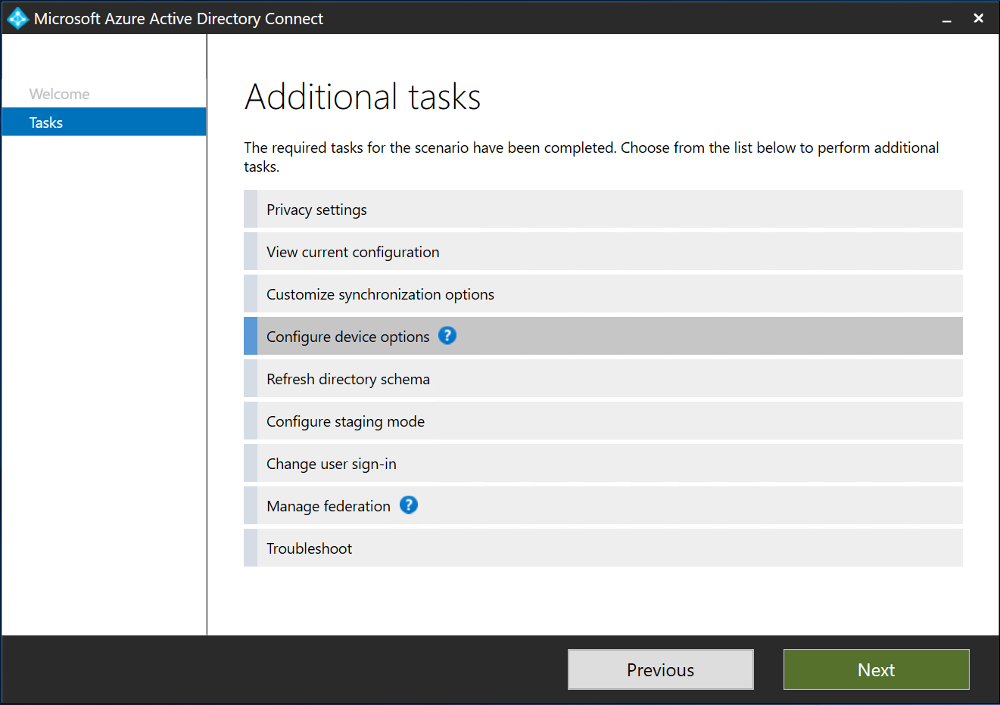 Microsoft Azure Active Directory Connect
Welcome
Tasks
Additional tasks
The required tasks for the scenario have been completed. Choose from the list below to perform additional
tasks.
Privacy settings
View current configuration
Customize synchronization options
Configure device options ?
Refresh directory schema
Configure staging mode
Change user sign-in
Manage federation ?
Troubleshoot
Previous
Next